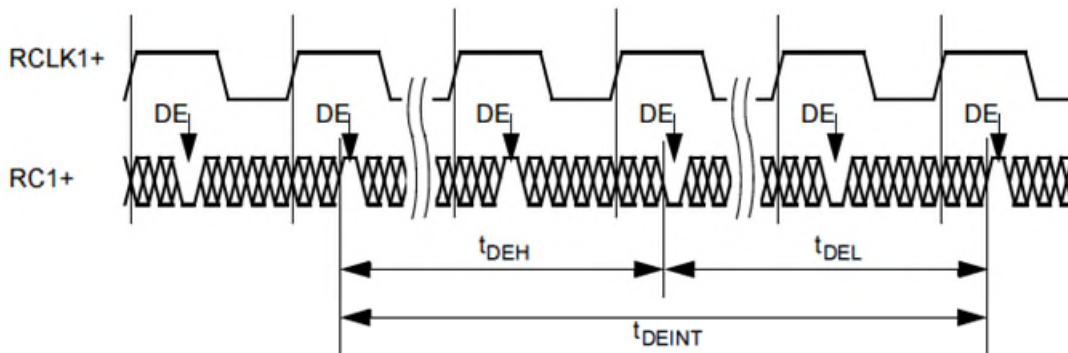 RCLK1+
DE DE DE DE DE DE
RC1+
tDEH tDEL
tDEINT